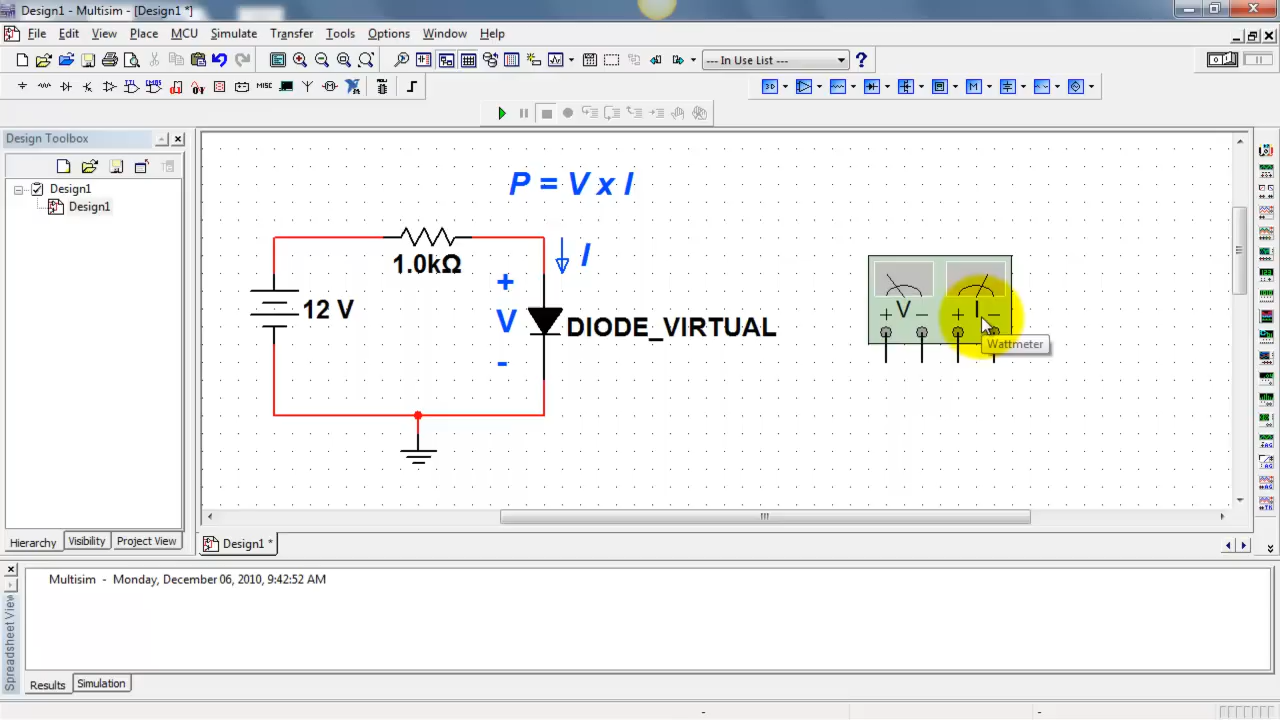 Design1 - Multisim - [Design1 *]
File Edit View Place MCU Simulate Transfer Tools Options Window Help
--- In Use List ---
MISC
Design Toolbox
Design1
Design1
P = V x I
I
1.0kΩ
+
12 V
V
DIODE_VIRTUAL
-
V I
+ - + -
Wattmeter
Hierarchy Visibility Project View
Design1 *
Multisim - Monday, December 06, 2010, 9:42:52 AM
Spreadsheet View
Results Simulation
- -